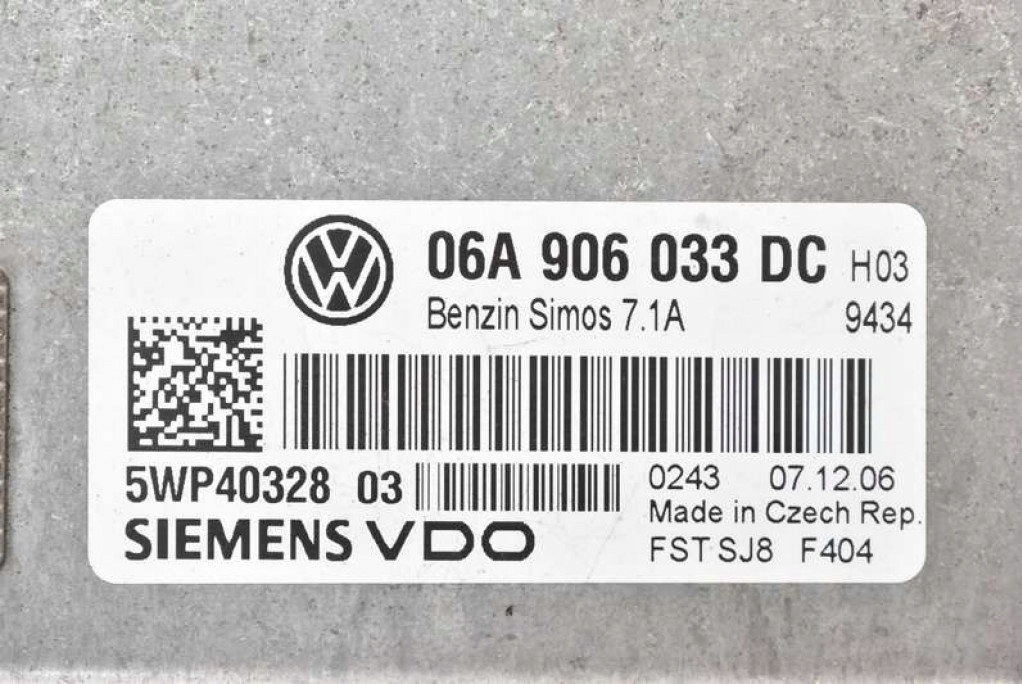 06A 906 033 DC H03
Benzin Simos 7.1A 9434
5WP40328 03 0243 07.12.06
Made in Czech Rep.
SIEMENS VDO FST SJ8 F404